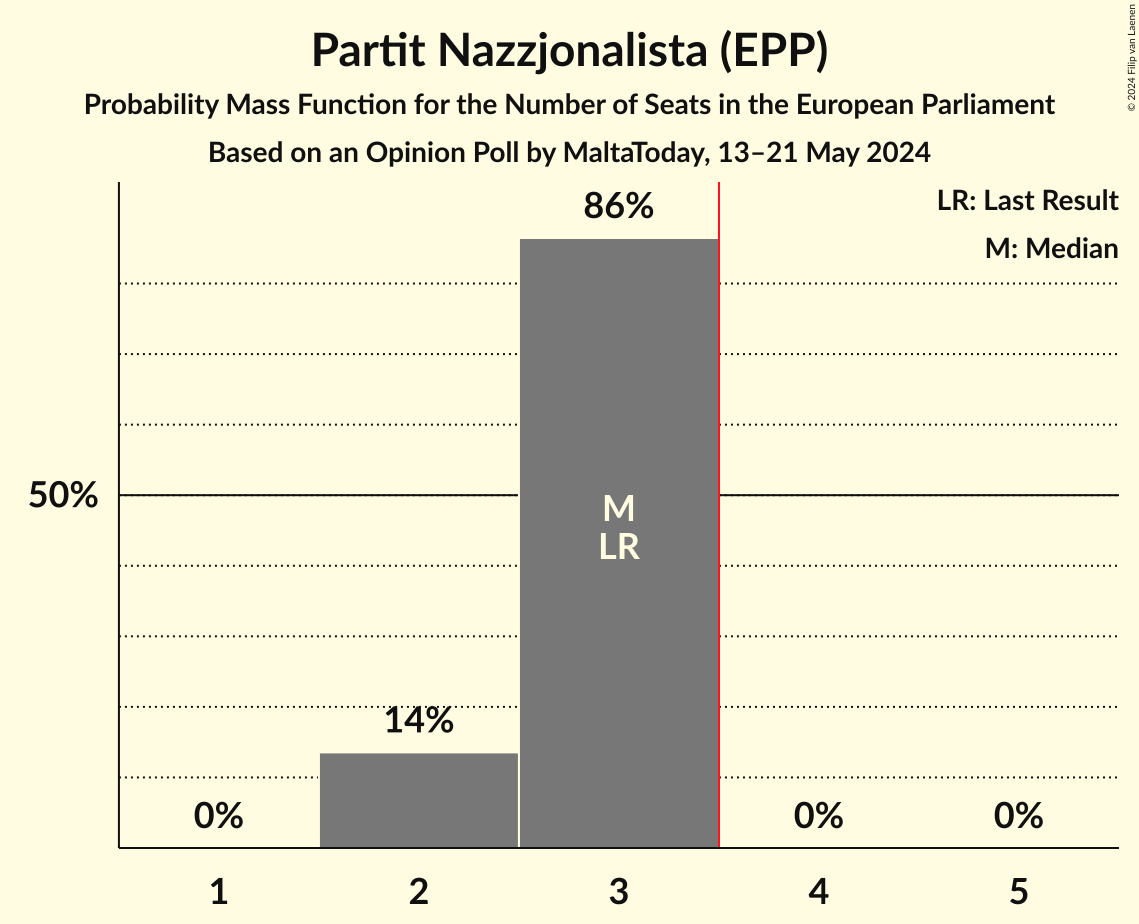 Partit Nazzjonalista (EPP)
Probability Mass Function for the Number of Seats in the European Parliament
Based on an Opinion Poll by MaltaToday, 13–21 May 2024
© 2024 Filip van Laenen
LR: Last Result
M: Median
86%
50%
M
LR
14%
0%
0%
0%
1
2
3
4
5